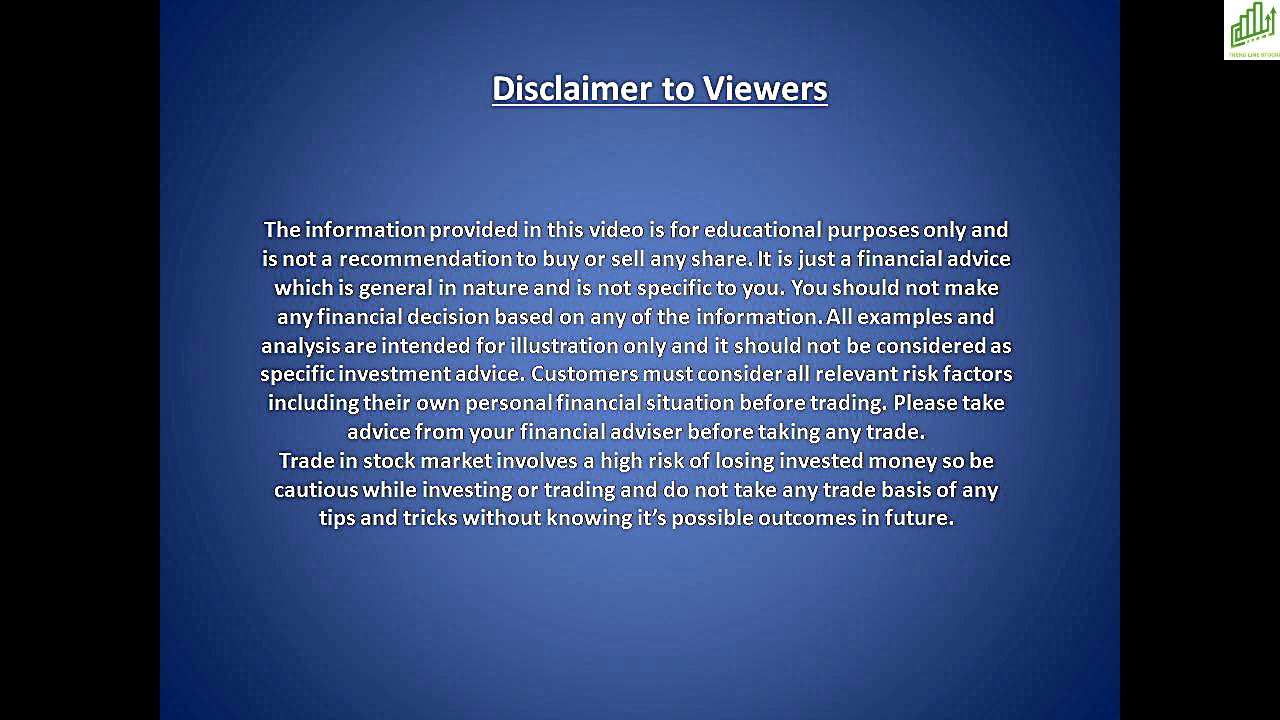 TREND LINE STOCKS
Disclaimer to Viewers
The information provided in this video is for educational purposes only and
is not a recommendation to buy or sell any share. It is just a financial advice
which is general in nature and is not specific to you. You should not make
any financial decision based on any of the information. All examples and
analysis are intended for illustration only and it should not be considered as
specific investment advice. Customers must consider all relevant risk factors
including their own personal financial situation before trading. Please take
advice from your financial adviser before taking any trade.
Trade in stock market involves a high risk of losing invested money so be
cautious while investing or trading and do not take any trade basis of any
tips and tricks without knowing it’s possible outcomes in future.